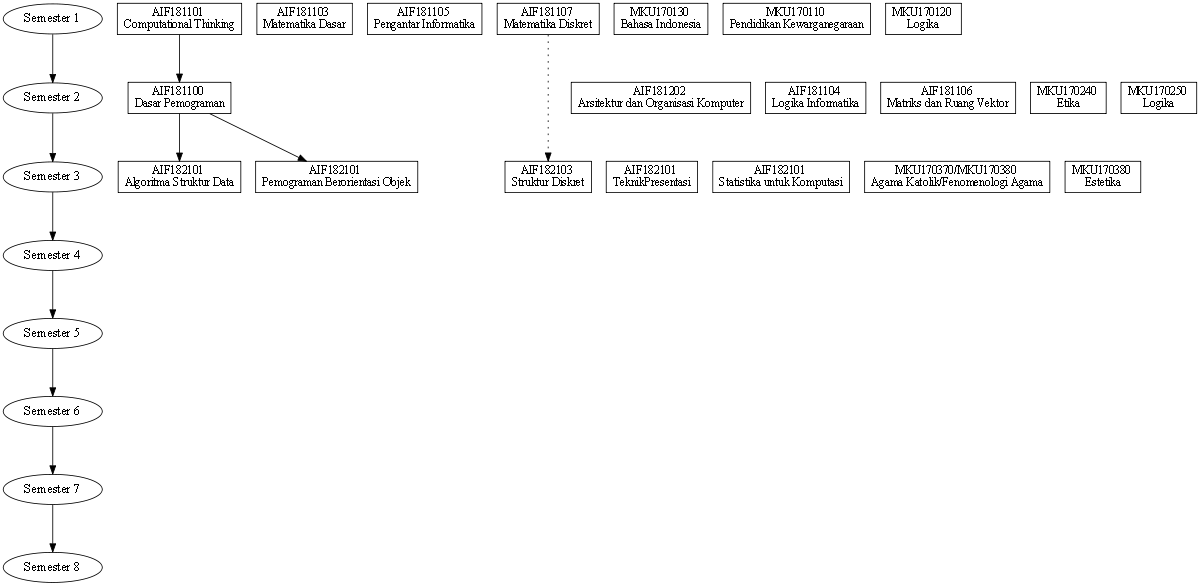 Semester 1
AIF181101
Computational Thinking
AIF181103
Matematika Dasar
AIF181105
Pengantar Informatika
AIF181107
Matematika Diskret
MKU170130
Bahasa Indonesia
MKU170110
Pendidikan Kewarganegaraan
MKU170120
Logika
Semester 2
AIF181100
Dasar Pemograman
AIF181202
Arsitektur dan Organisasi Komputer
AIF181104
Logika Informatika
AIF181106
Matriks dan Ruang Vektor
MKU170240
Etika
MKU170250
Logika
Semester 3
AIF182101
Algoritma Struktur Data
AIF182101
Pemograman Berorientasi Objek
AIF182103
Struktur Diskret
AIF182101
TeknikPresentasi
AIF182101
Statistika untuk Komputasi
MKU170370/MKU170380
Agama Katolik/Fenomenologi Agama
MKU170380
Estetika
Semester 4
Semester 5
Semester 6
Semester 7
Semester 8